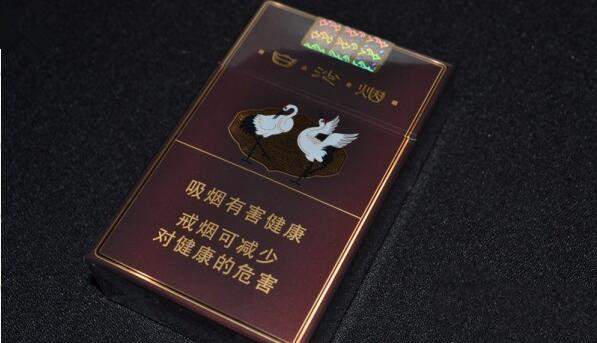 白沙烟
吸烟有害健康
戒烟可减少
对健康的危害